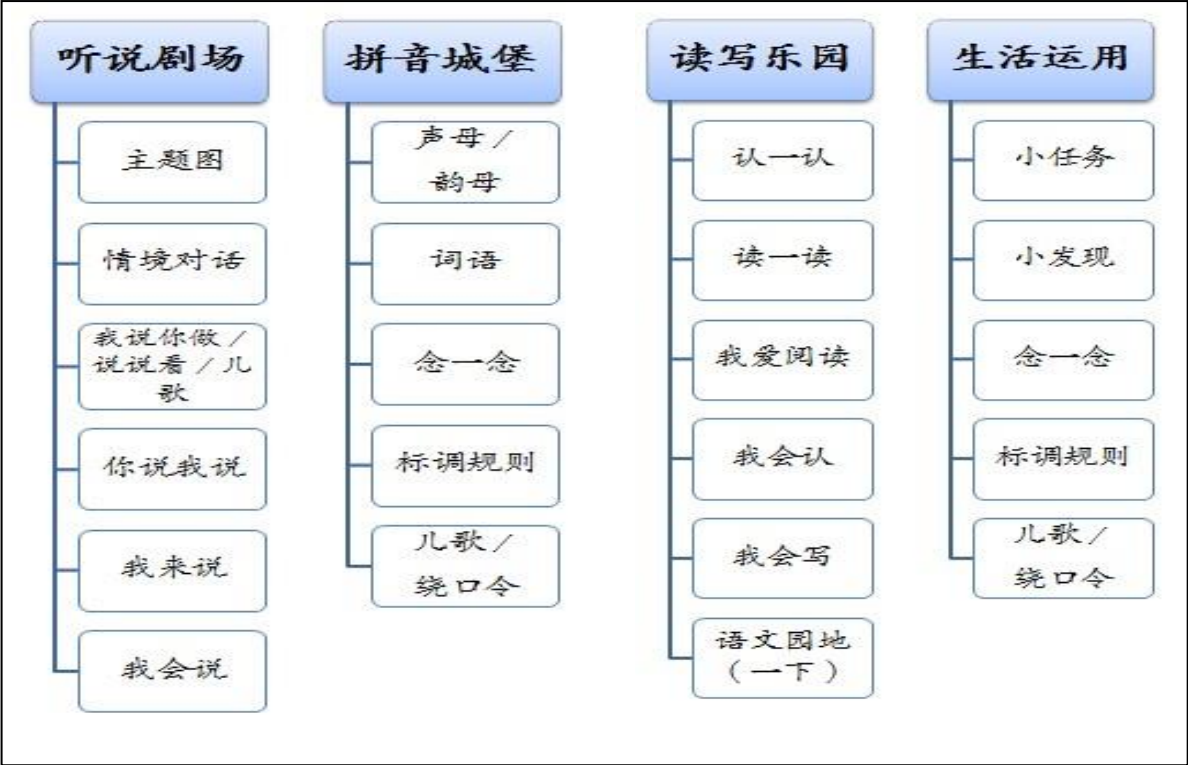 听说剧场
主题图
情境对话
我说你做／
说说看／儿
歌
你说我说
我来说
我会说
拼音城堡
声母／
韵母
词语
念一念
标调规则
儿歌／
绕口令
读写乐园
认一认
读一读
我爱阅读
我会认
我会写
语文园地
（一下）
生活运用
小任务
小发现
念一念
标调规则
儿歌／
绕口令